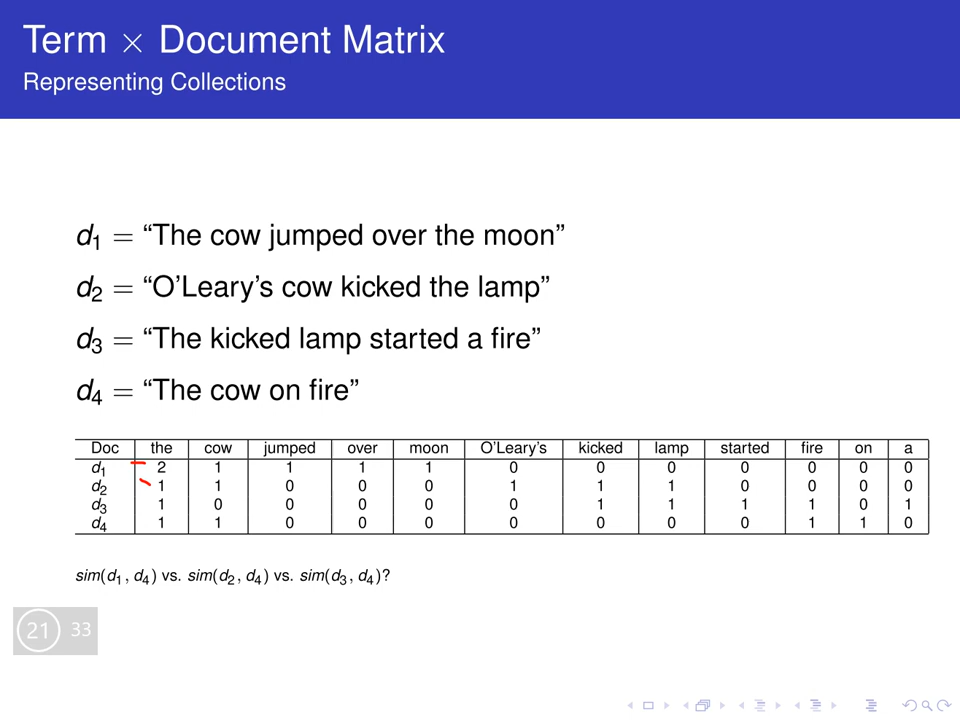 Term × Document Matrix
Representing Collections
d1 = “The cow jumped over the moon”
d2 = “O’Leary’s cow kicked the lamp”
d3 = “The kicked lamp started a fire”
d4 = “The cow on fire”
Doc the cow jumped over moon O’Leary’s kicked lamp started fire on a
d1 2 1 1 1 1 0 0 0 0 0 0 0
d2 1 1 0 0 0 1 1 1 0 0 0 0
d3 1 0 0 0 0 0 1 1 1 1 0 1
d4 1 1 0 0 0 0 0 0 0 1 1 0
sim(d1, d4) vs. sim(d2, d4) vs. sim(d3, d4)?
21 33